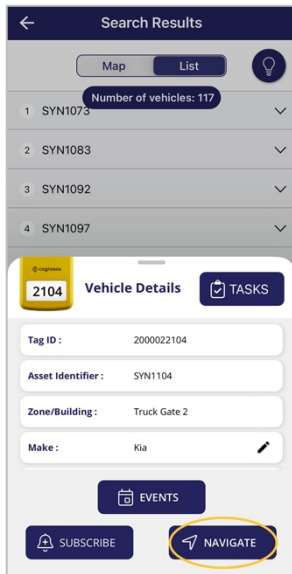 Search Results
Map List
Number of vehicles: 117
1 SYN1073
2 SYN1083
3 SYN1092
4 SYN1097
cognosos
2104
Vehicle Details
TASKS
Tag ID : 2000022104
Asset Identifier : SYN1104
Zone/Building : Truck Gate 2
Make : Kia
EVENTS
SUBSCRIBE
NAVIGATE